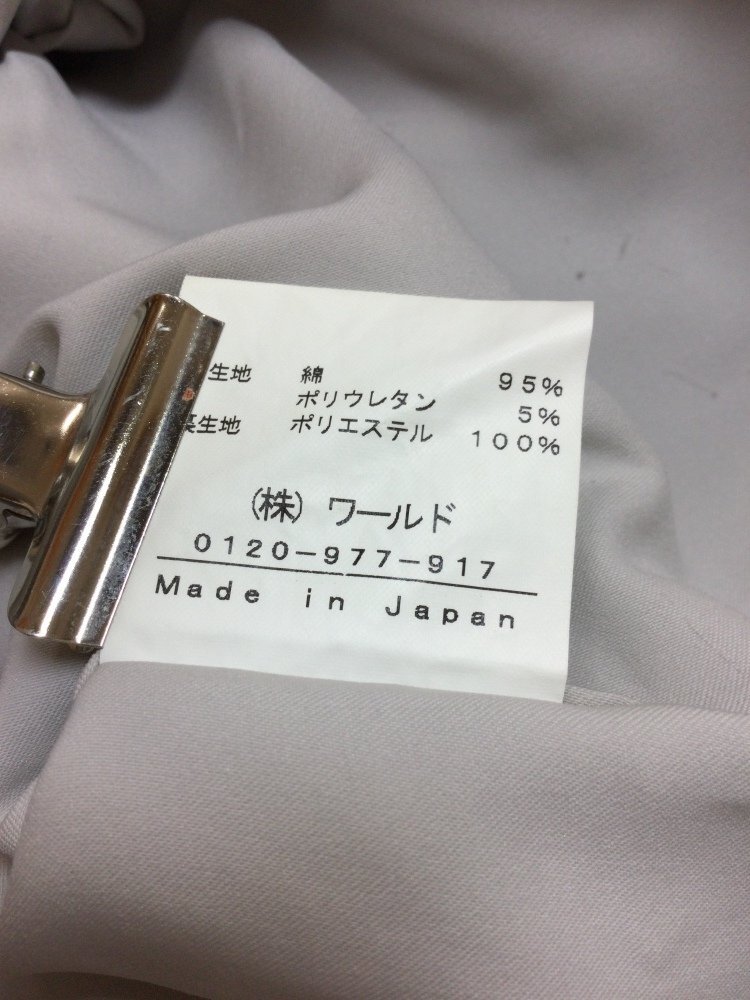 生地 綿 95%
ポリウレタン 5%
裏生地 ポリエステル 100%
(株) ワールド
0120-977-917
Made in Japan